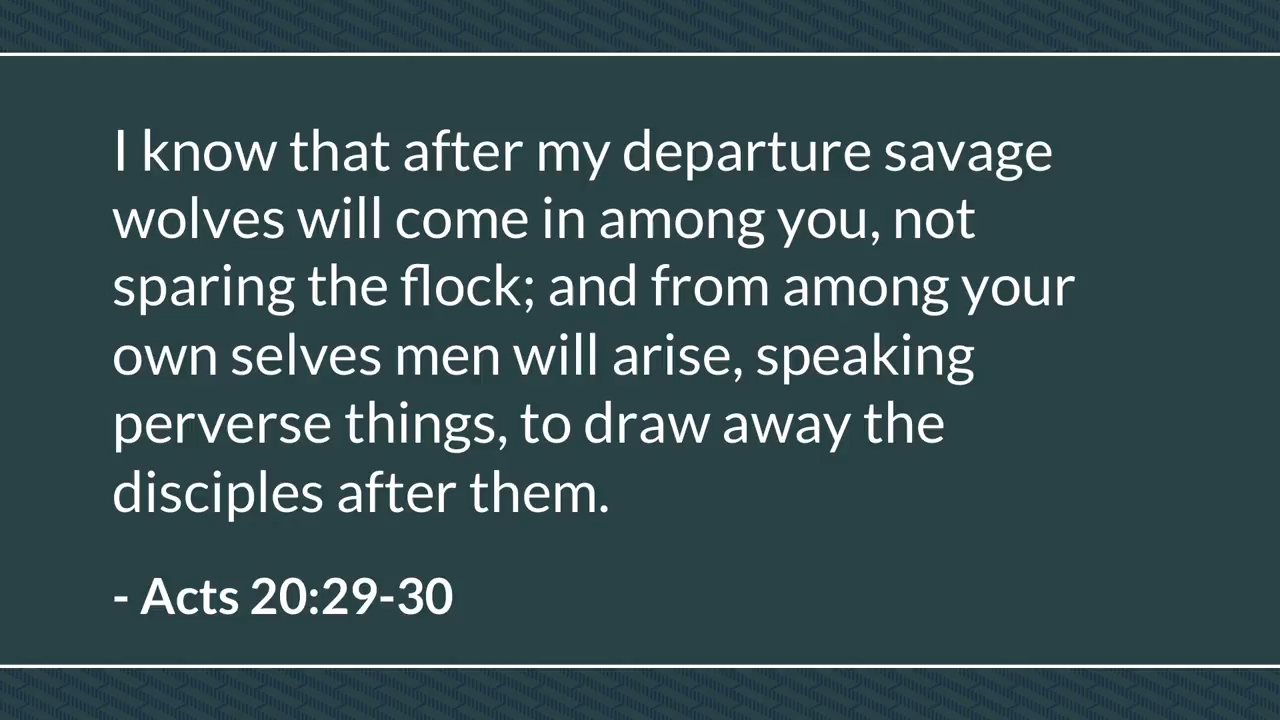 I know that after my departure savage
wolves will come in among you, not
sparing the flock; and from among your
own selves men will arise, speaking
perverse things, to draw away the
disciples after them.
- Acts 20:29-30